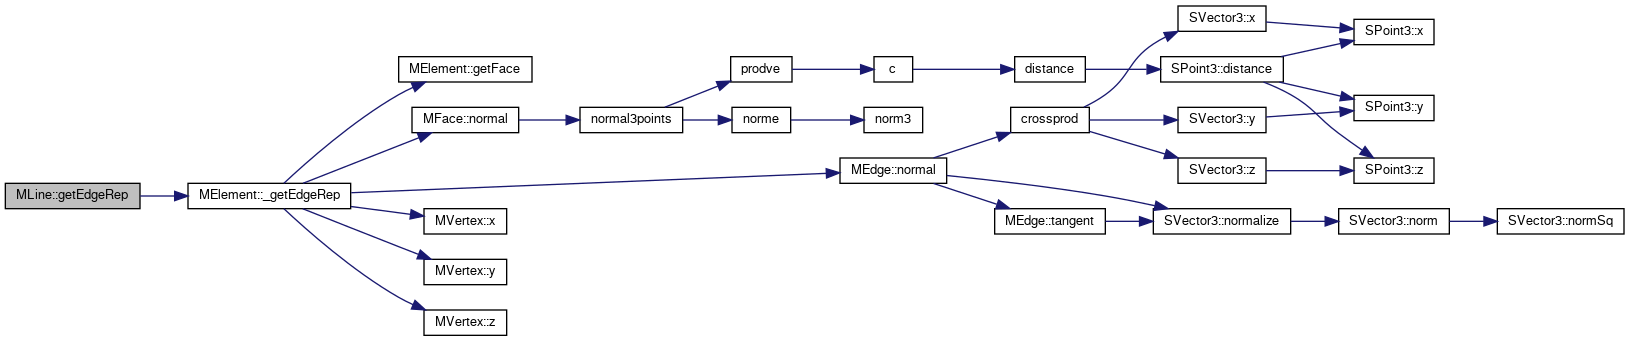 MLine::getEdgeRep
MElement::_getEdgeRep
MElement::getFace
MFace::normal
normal3points
prodve
c
distance
SPoint3::distance
SPoint3::x
SPoint3::y
SPoint3::z
norme
norm3
MEdge::normal
crossprod
SVector3::x
SVector3::y
SVector3::z
MEdge::tangent
SVector3::normalize
SVector3::norm
SVector3::normSq
MVertex::x
MVertex::y
MVertex::z